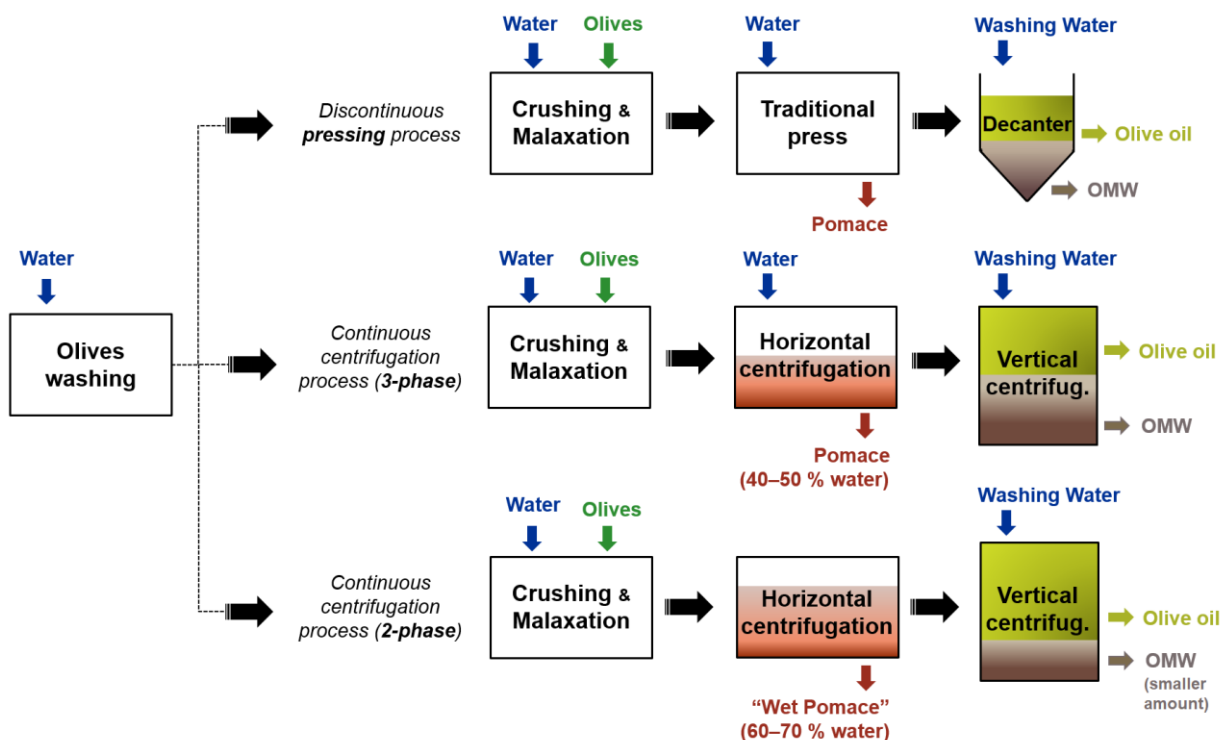 Water
Olives
washing
Discontinuous
pressing process
Water
Olives
Crushing &
Malaxation
Water
Traditional
press
Pomace
Washing Water
Decanter
Olive oil
OMW
Continuous
centrifugation
process (3-phase)
Water
Olives
Crushing &
Malaxation
Water
Horizontal
centrifugation
Pomace
(40–50 % water)
Washing Water
Vertical
centrifug.
Olive oil
OMW
Continuous
centrifugation
process (2-phase)
Water
Olives
Crushing &
Malaxation
Horizontal
centrifugation
“Wet Pomace”
(60–70 % water)
Washing Water
Vertical
centrifug.
Olive oil
OMW
(smaller
amount)